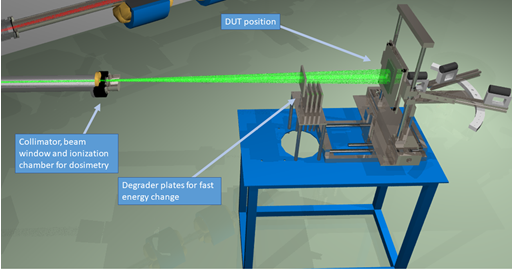 DUT position
Collimator, beam
window and ionization
chamber for dosimetry
Degrader plates for fast
energy change